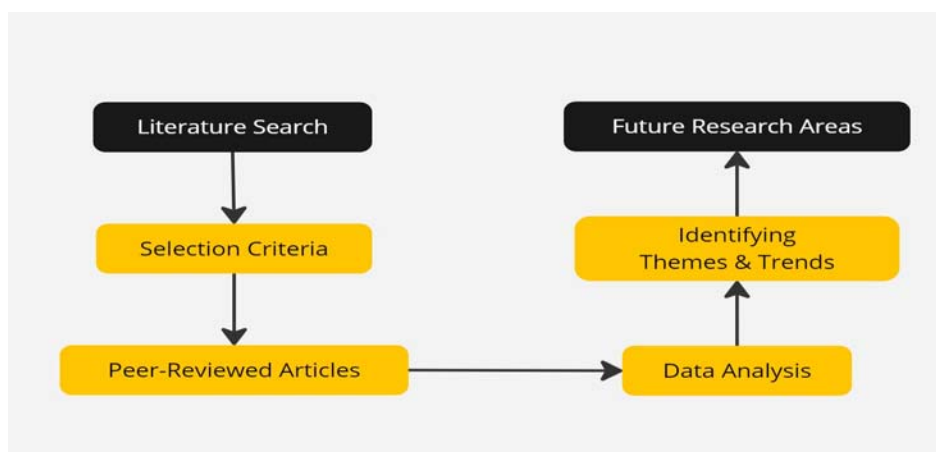 Literature Search
Selection Criteria
Peer-Reviewed Articles
Data Analysis
Identifying
Themes & Trends
Future Research Areas